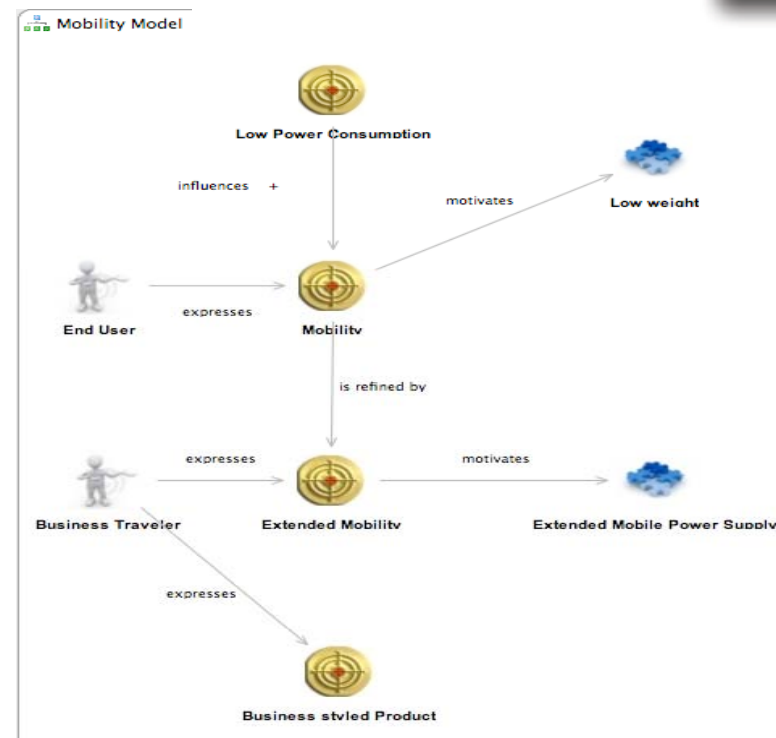 Mobility Model
Low Power Consumption
influences +
motivates
Low weight
expresses
End User
Mobility
is refined by
expresses
motivates
Business Traveler
Extended Mobility
Extended Mobile Power Supply
expresses
Business styled Product